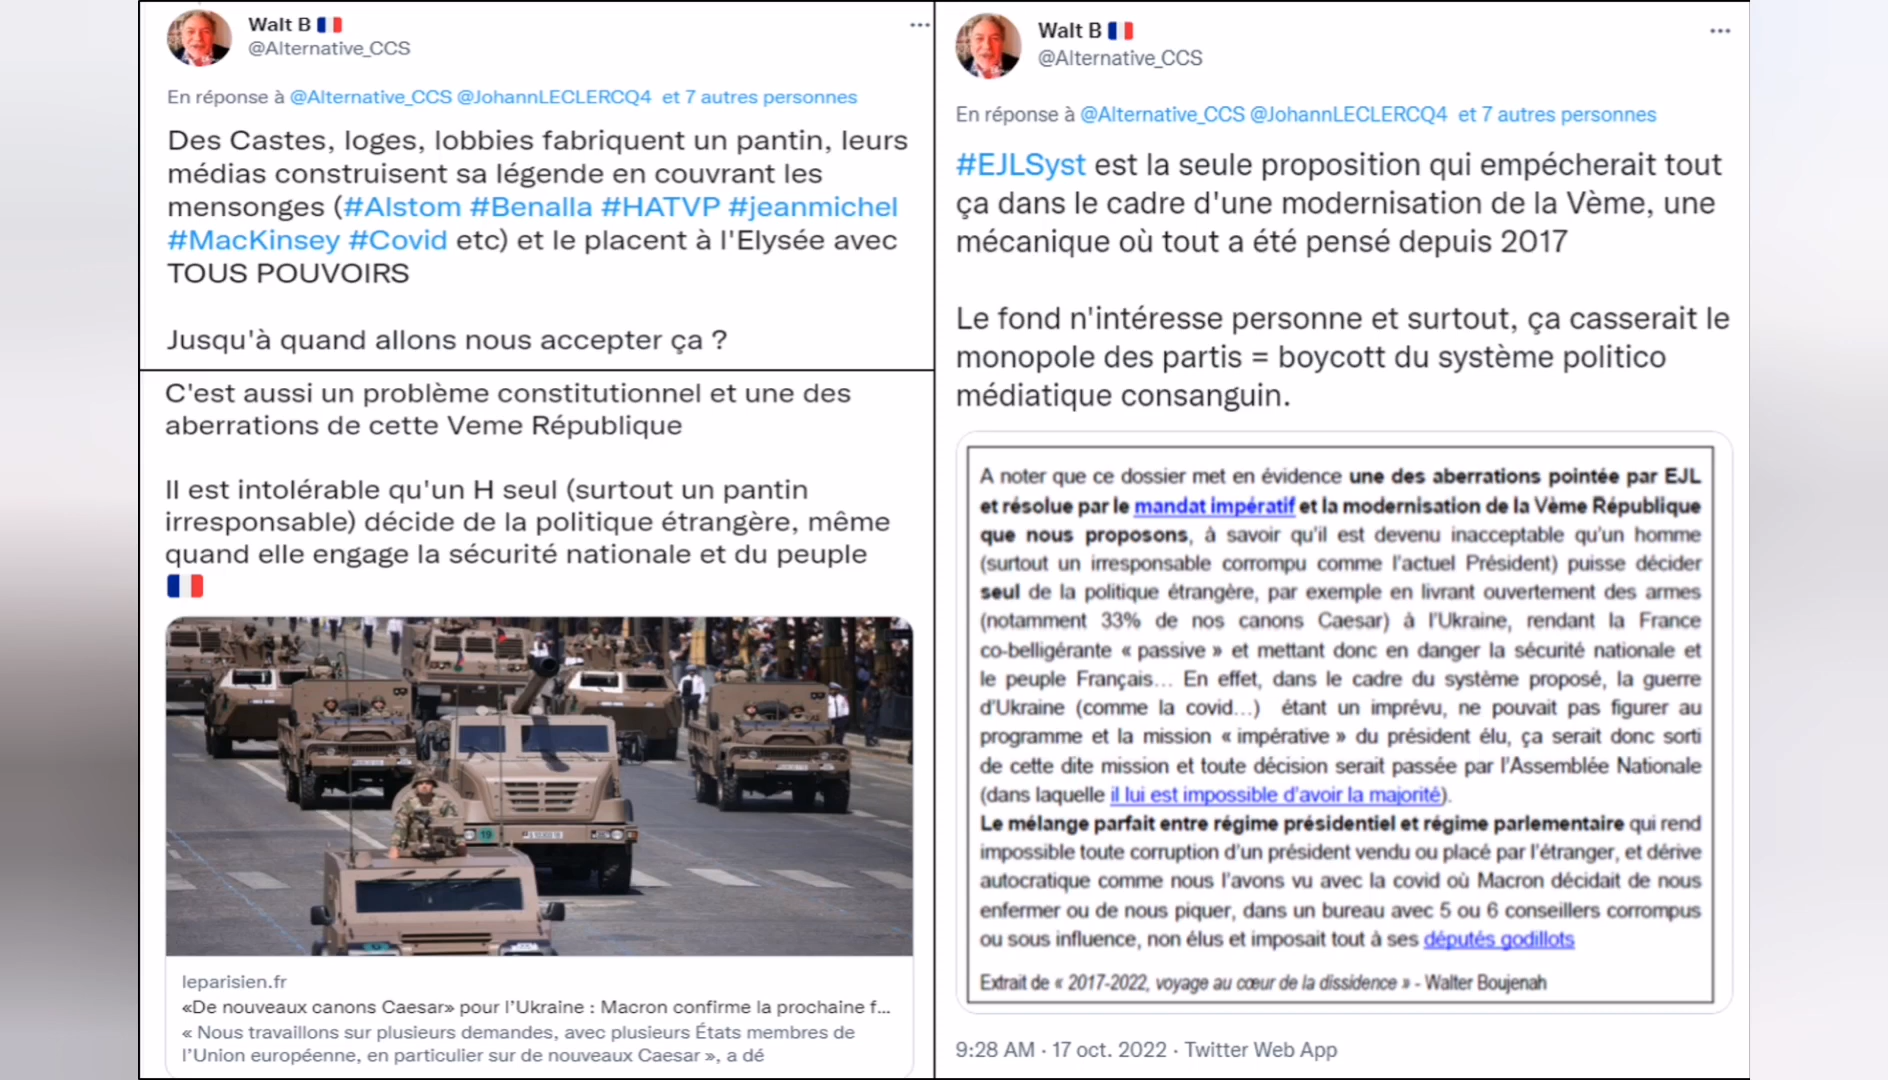 Walt B
@Alternative_CCS
En réponse à @Alternative_CCS @JohannLECLERCQ4 et 7 autres personnes
Des Castes, loges, lobbies fabriquent un pantin, leurs
médias construisent sa légende en couvrant les
mensonges (#Alstom #Benalla #HATVP #jeanmichel
#MacKinsey #Covid etc) et le placent à l'Elysée avec
TOUS POUVOIRS
Jusqu'à quand allons nous accepter ça ?
C'est aussi un problème constitutionnel et une des
aberrations de cette Veme République
Il est intolérable qu'un H seul (surtout un pantin
irresponsable) décide de la politique étrangère, même
quand elle engage la sécurité nationale et du peuple
19
leparisien.fr
«De nouveaux canons Caesar» pour l'Ukraine : Macron confirme la prochaine f...
« Nous travaillons sur plusieurs demandes, avec plusieurs États membres de
l'Union européenne, en particulier sur de nouveaux Caesar », a dé
Walt B
@Alternative_CCS
En réponse à @Alternative_CCS @JohannLECLERCQ4 et 7 autres personnes
#EJLSyst est la seule proposition qui empécherait tout
ça dans le cadre d'une modernisation de la Vème, une
mécanique où tout a été pensé depuis 2017
Le fond n'intéresse personne et surtout, ça casserait le
monopole des partis = boycott du système politico
médiatique consanguin.
A noter que ce dossier met en évidence une des aberrations pointée par EJL
et résolue par le mandat impératif et la modernisation de la Vème République
que nous proposons, à savoir qu'il est devenu inacceptable qu'un homme
(surtout un irresponsable corrompu comme l'actuel Président) puisse décider
seul de la politique étrangère, par exemple en livrant ouvertement des armes
(notamment 33% de nos canons Caesar) à l'Ukraine, rendant la France
co-belligérante « passive » et mettant donc en danger la sécurité nationale et
le peuple Français... En effet, dans le cadre du système proposé, la guerre
d'Ukraine (comme la covid...) étant un imprévu, ne pouvait pas figurer au
programme et la mission « impérative » du président élu, ça serait donc sorti
de cette dite mission et toute décision serait passée par l'Assemblée Nationale
(dans laquelle il lui est impossible d'avoir la majorité).
Le mélange parfait entre régime présidentiel et régime parlementaire qui rend
impossible toute corruption d'un président vendu ou placé par l'étranger, et dérive
autocratique comme nous l'avons vu avec la covid où Macron décidait de nous
enfermer ou de nous piquer, dans un bureau avec 5 ou 6 conseillers corrompus
ou sous influence, non élus et imposait tout à ses députés godillots
Extrait de « 2017-2022, voyage au cœur de la dissidence » - Walter Boujenah
9:28 AM · 17 oct. 2022 · Twitter Web App